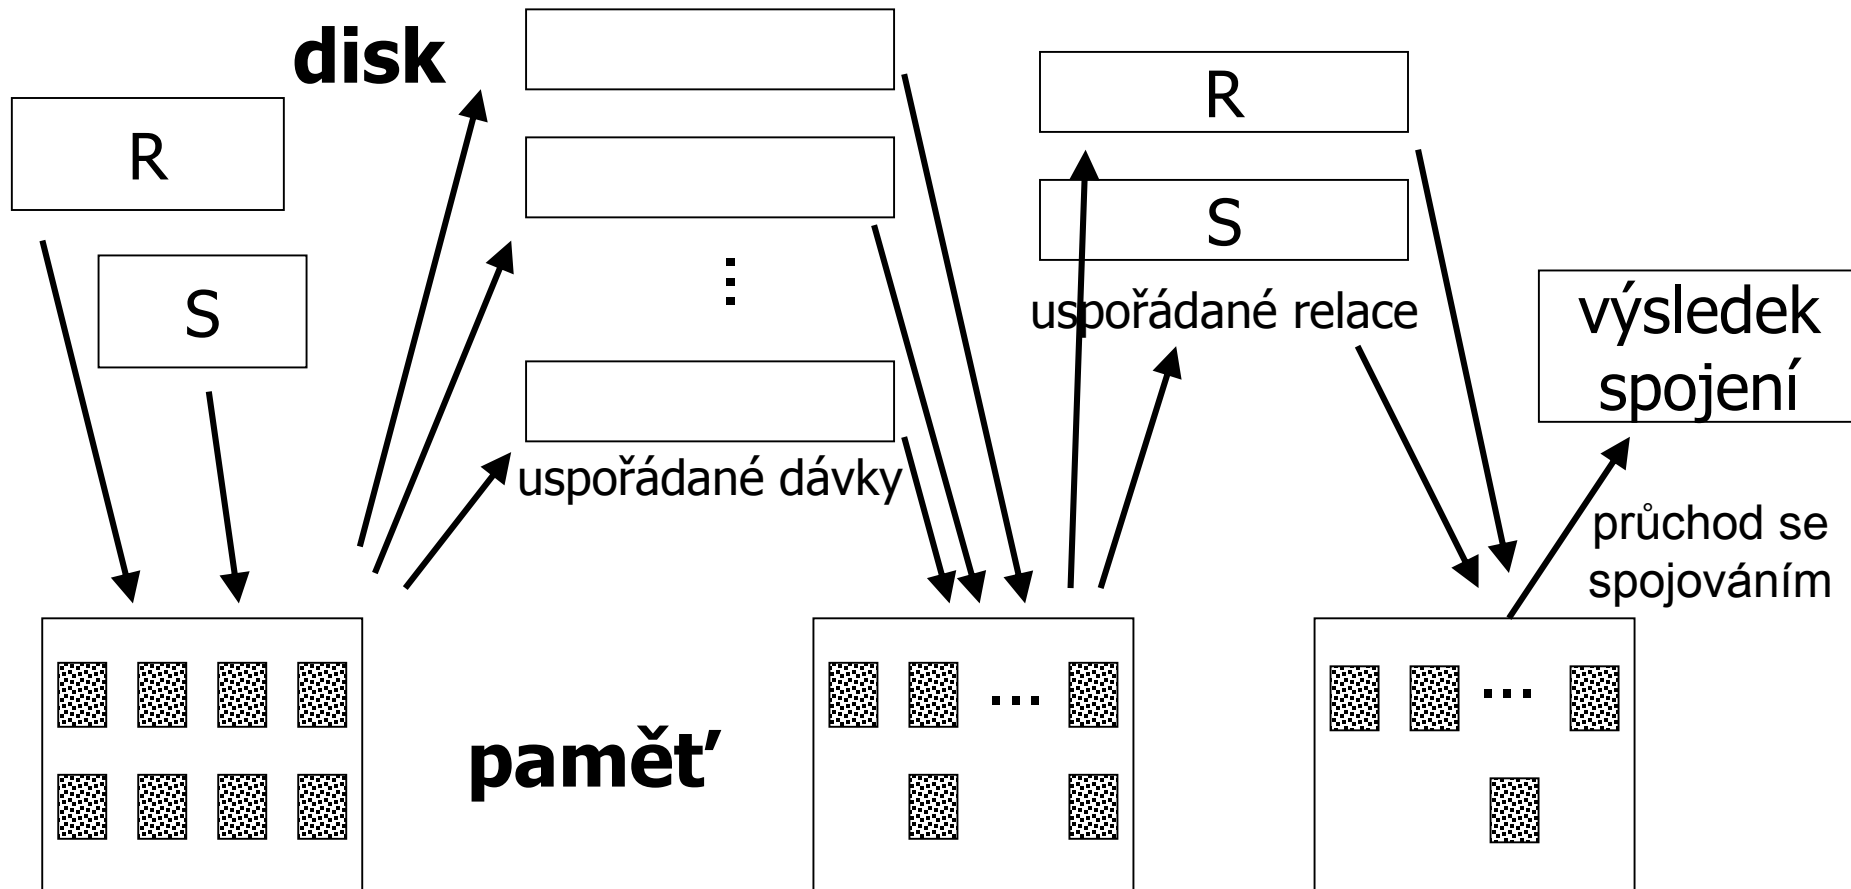 disk
R
S
uspořádané dávky
R
S
uspořádané relace
výsledek
spojení
průchod se
spojováním
paměť